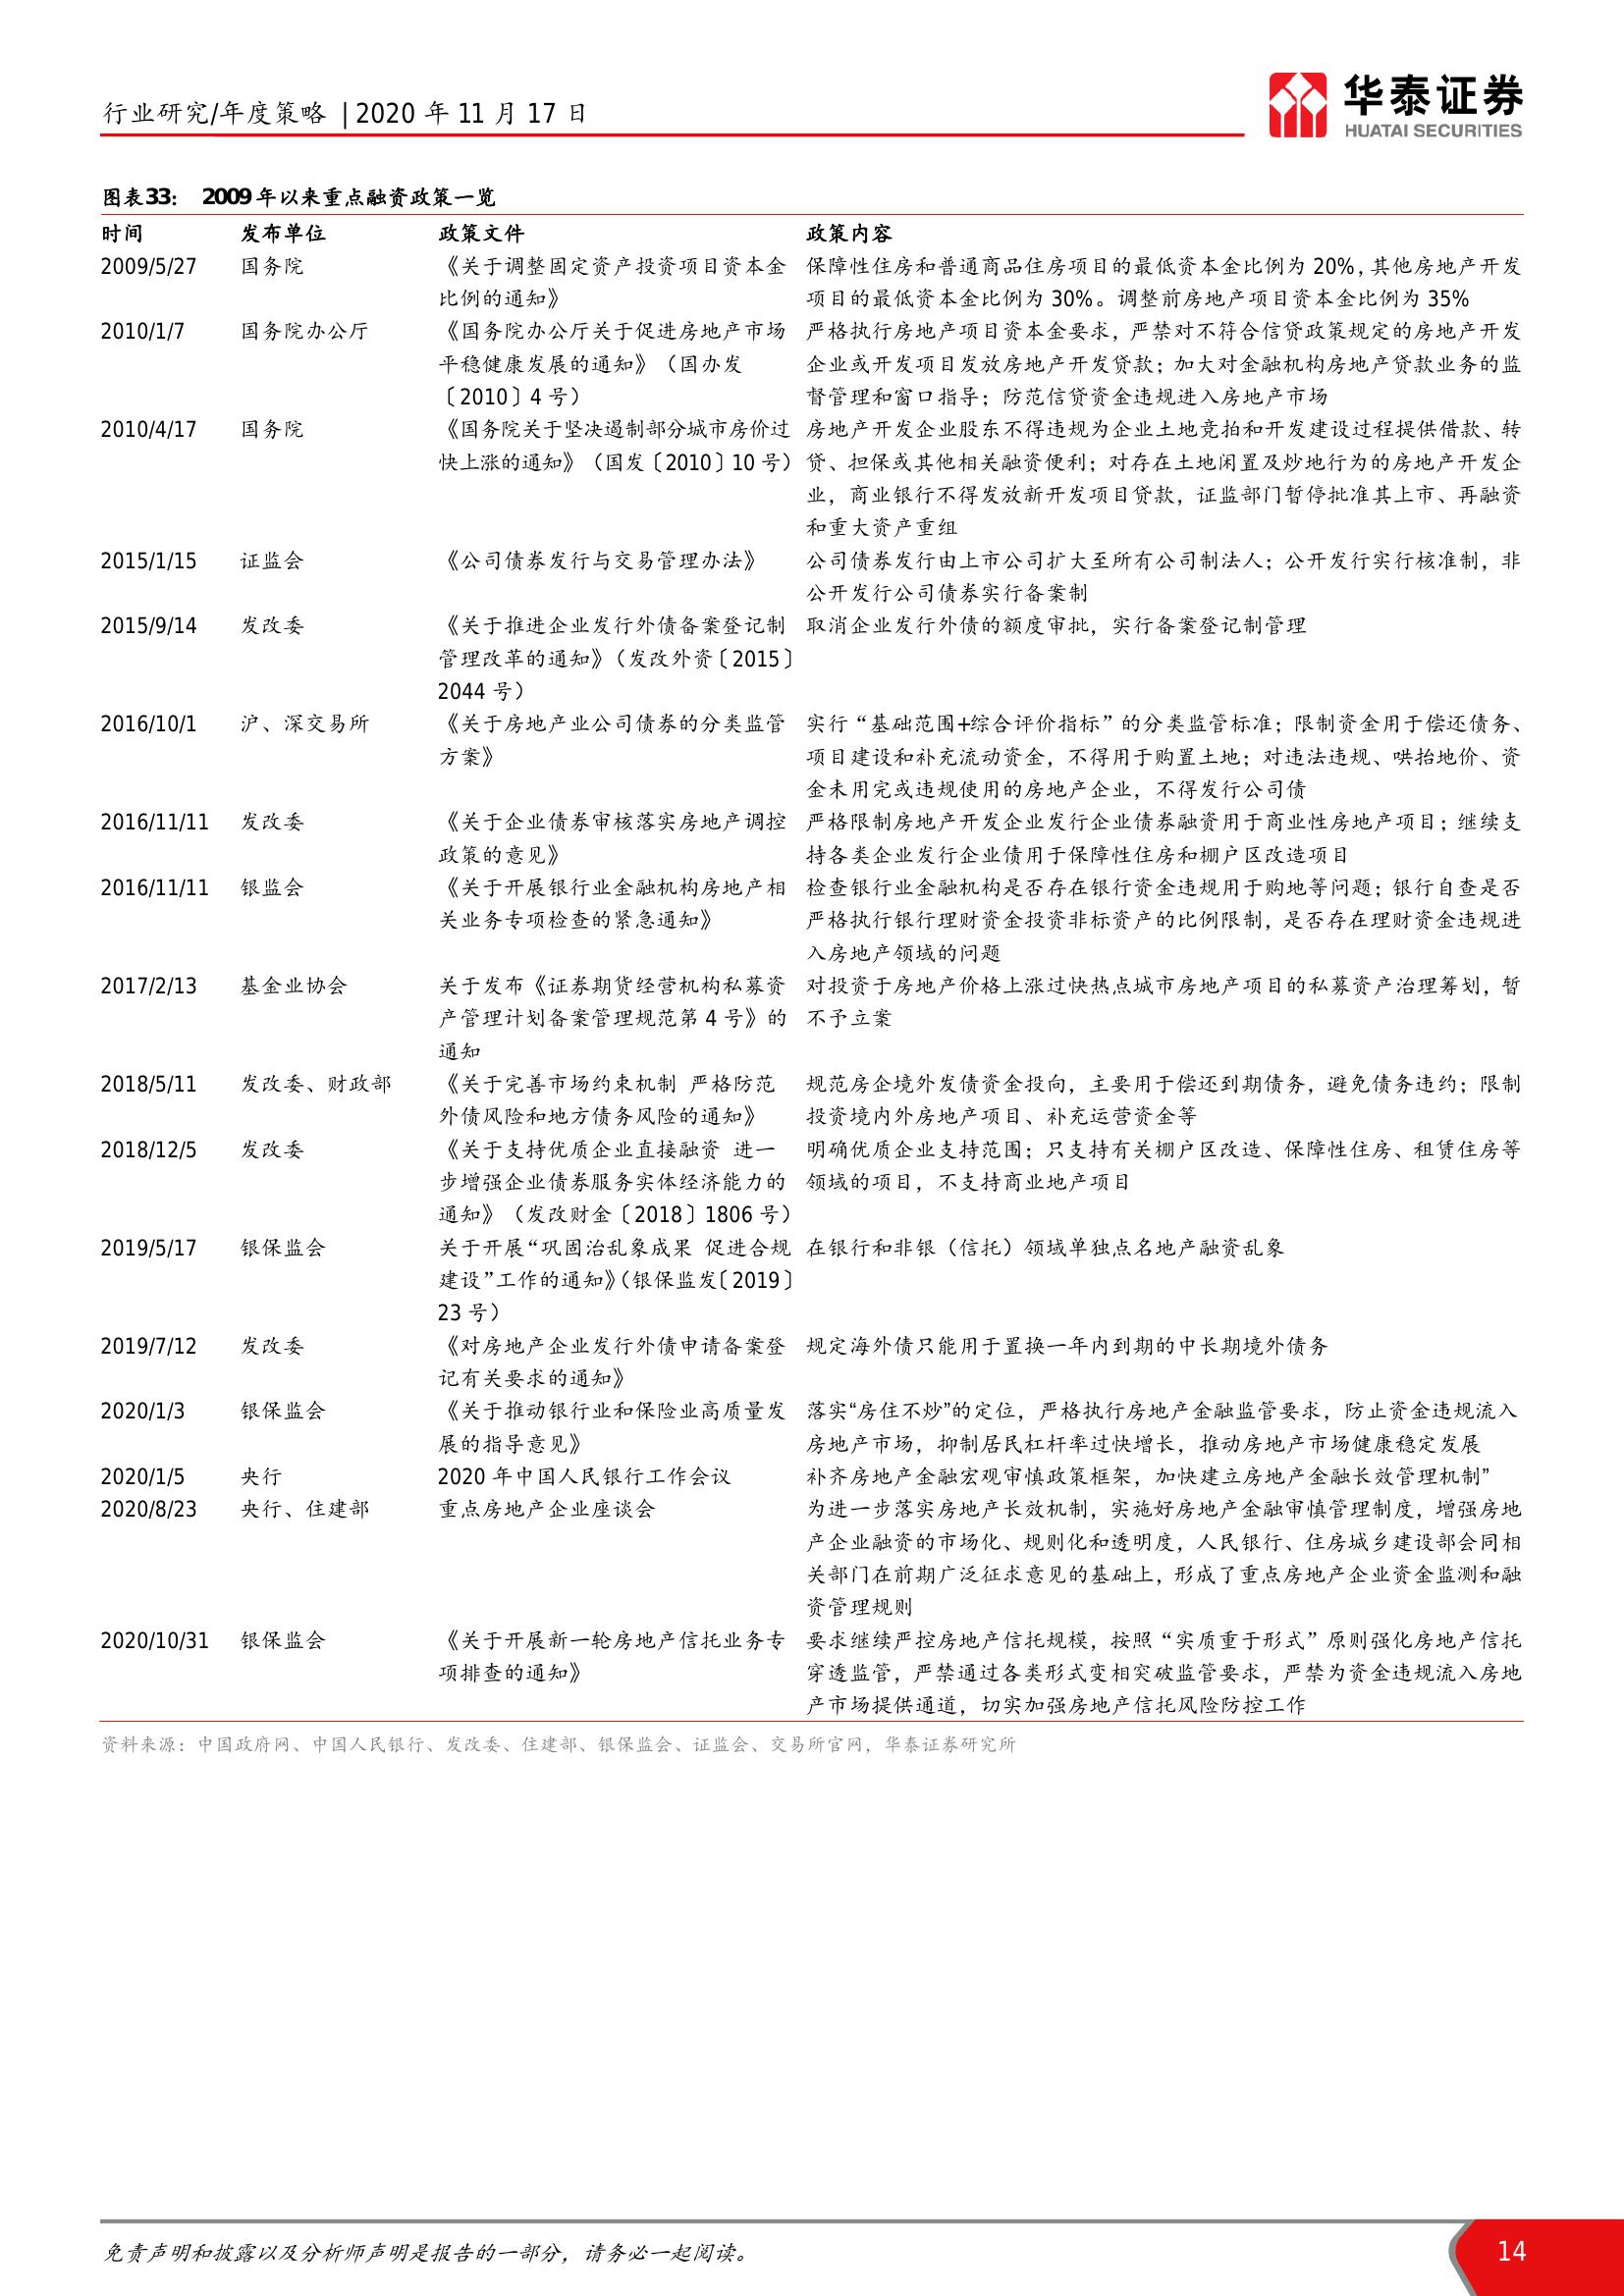 行业研究/年度策略 | 2020 年 11 月 17 日
华泰证券
HUATAI SECURITIES
图表33： 2009年以来重点融资政策一览
时间 发布单位 政策文件 政策内容
2009/5/27 国务院 《关于调整固定资产投资项目资本金 保障性住房和普通商品住房项目的最低资本金比例为 20%，其他房地产开发
比例的通知》 项目的最低资本金比例为 30%。调整前房地产项目资本金比例为 35%
2010/1/7 国务院办公厅 《国务院办公厅关于促进房地产市场 严格执行房地产项目资本金要求，严禁对不符合信贷政策规定的房地产开发
平稳健康发展的通知》（国办发 企业或开发项目发放房地产开发贷款；加大对金融机构房地产贷款业务的监
〔2010〕4 号） 督管理和窗口指导；防范信贷资金违规进入房地产市场
2010/4/17 国务院 《国务院关于坚决遏制部分城市房价过 房地产开发企业股东不得违规为企业土地竞拍和开发建设过程提供借款、转
快上涨的通知》（国发〔2010〕10 号） 贷、担保或其他相关融资便利；对存在土地闲置及炒地行为的房地产开发企
业，商业银行不得发放新开发项目贷款，证监部门暂停批准其上市、再融资
和重大资产重组
2015/1/15 证监会 《公司债券发行与交易管理办法》 公司债券发行由上市公司扩大至所有公司制法人；公开发行实行核准制，非
公开发行公司债券实行备案制
2015/9/14 发改委 《关于推进企业发行外债备案登记制 取消企业发行外债的额度审批，实行备案登记制管理
管理改革的通知》（发改外资〔2015〕
2044 号）
2016/10/1 沪、深交易所 《关于房地产业公司债券的分类监管 实行“基础范围+综合评价指标”的分类监管标准；限制资金用于偿还债务、
方案》 项目建设和补充流动资金，不得用于购置土地；对违法违规、哄抬地价、资
金未用完或违规使用的房地产企业，不得发行公司债
2016/11/11 发改委 《关于企业债券审核落实房地产调控 严格限制房地产开发企业发行企业债券融资用于商业性房地产项目；继续支
政策的意见》 持各类企业发行企业债用于保障性住房和棚户区改造项目
2016/11/11 银监会 《关于开展银行业金融机构房地产相 检查银行业金融机构是否存在银行资金违规用于购地等问题；银行自查是否
关业务专项检查的紧急通知》 严格执行银行理财资金投资非标资产的比例限制，是否存在理财资金违规进
入房地产领域的问题
2017/2/13 基金业协会 关于发布《证券期货经营机构私募资 对投资于房地产价格上涨过快热点城市房地产项目的私募资产治理筹划，暂
产管理计划备案管理规范第 4 号》的 不予立案
通知
2018/5/11 发改委、财政部 《关于完善市场约束机制 严格防范 规范房企境外发债资金投向，主要用于偿还到期债务，避免债务违约；限制
外债风险和地方债务风险的通知》 投资境内外房地产项目、补充运营资金等
2018/12/5 发改委 《关于支持优质企业直接融资 进一 明确优质企业支持范围；只支持有关棚户区改造、保障性住房、租赁住房等
步增强企业债券服务实体经济能力的 领域的项目，不支持商业地产项目
通知》（发改财金〔2018〕1806 号）
2019/5/17 银保监会 关于开展“巩固治乱象成果 促进合规 在银行和非银（信托）领域单独点名地产融资乱象
建设”工作的通知》（银保监发〔2019〕
23 号）
2019/7/12 发改委 《对房地产企业发行外债申请备案登 规定海外债只能用于置换一年内到期的中长期境外债务
记有关要求的通知》
2020/1/3 银保监会 《关于推动银行业和保险业高质量发 落实“房住不炒”的定位，严格执行房地产金融监管要求，防止资金违规流入
展的指导意见》 房地产市场，抑制居民杠杆率过快增长，推动房地产市场健康稳定发展
2020/1/5 央行 2020 年中国人民银行工作会议 补齐房地产金融宏观审慎政策框架，加快建立房地产金融长效管理机制”
2020/8/23 央行、住建部 重点房地产企业座谈会 为进一步落实房地产长效机制，实施好房地产金融审慎管理制度，增强房地
产企业融资的市场化、规则化和透明度，人民银行、住房城乡建设部会同相
关部门在前期广泛征求意见的基础上，形成了重点房地产企业资金监测和融
资管理规则
2020/10/31 银保监会 《关于开展新一轮房地产信托业务专 要求继续严控房地产信托规模，按照“实质重于形式”原则强化房地产信托
项排查的通知》 穿透监管，严禁通过各类形式变相突破监管要求，严禁为资金违规流入房地
产市场提供通道，切实加强房地产信托风险防控工作
资料来源：中国政府网、中国人民银行、发改委、住建部、银保监会、证监会、交易所官网，华泰证券研究所
免责声明和披露以及分析师声明是报告的一部分，请务必一起阅读。
14